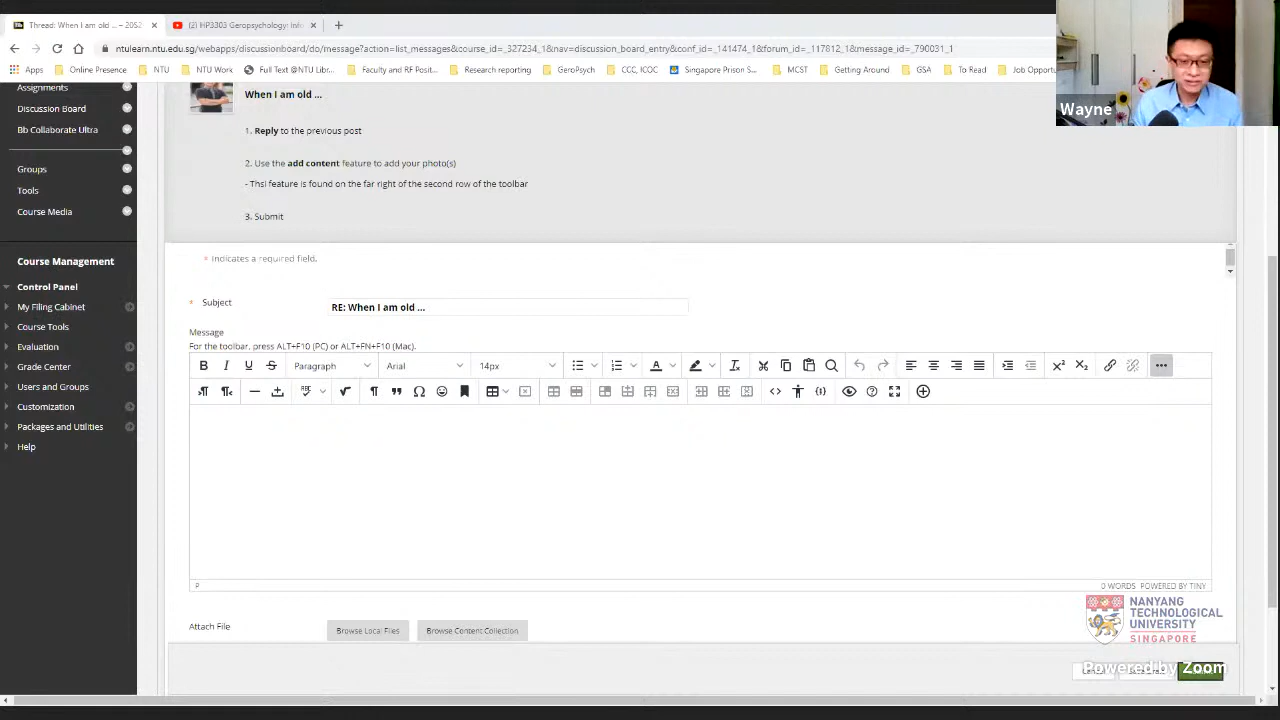 Thread: When I am old ... – 20S2
(2) HP3303 Geropsychology: Info
ntulearn.ntu.edu.sg/webapps/discussionboard/do/message?action=list_messages&course_id=_327234_1&nav=discussion_board_entry&conf_id=_141474_1&forum_id=_117812_1&message_id=_790031_1
Apps Online Presence NTU NTU Work Full Text @NTU Libr... Faculty and RF Posit... Research reporting GeroPsych CCC, ICOC Singapore Prison S... MCST Getting Around GSA To Read Job Opportu
Wayne
Assignments
Discussion Board
Bb Collaborate Ultra
Groups
Tools
Course Media
Course Management
Control Panel
My Filing Cabinet
Course Tools
Evaluation
Grade Center
Users and Groups
Customization
Packages and Utilities
Help
When I am old ...
1. Reply to the previous post
2. Use the add content feature to add your photo(s)
- Thsi feature is found on the far right of the second row of the toolbar
3. Submit
* Indicates a required field.
* Subject
RE: When I am old ...
Message
For the toolbar, press ALT+F10 (PC) or ALT+FN+F10 (Mac).
B I U S Paragraph Arial 14px
P
0 WORDS POWERED BY TINY
Attach File
Browse Local Files Browse Content Collection
NANYANG
TECHNOLOGICAL
UNIVERSITY
SINGAPORE
Powered by Zoom